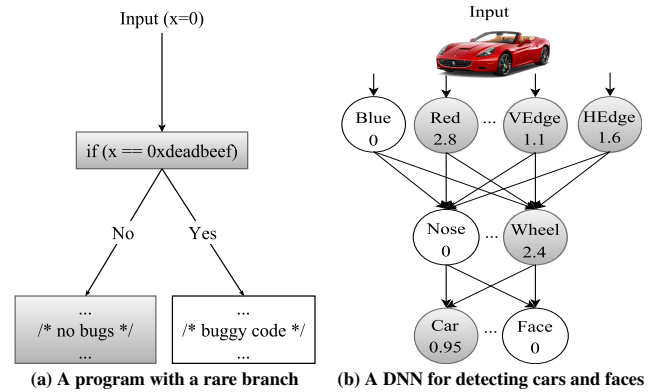 Input (x=0)
if (x == 0xdeadbeef)
No
Yes
...
/* no bugs */
...
...
/* buggy code */
...
(a) A program with a rare branch
Input
Blue
0
Red
2.8
...
VEdge
1.1
HEdge
1.6
Nose
0
...
Wheel
2.4
Car
0.95
...
Face
0
(b) A DNN for detecting cars and faces